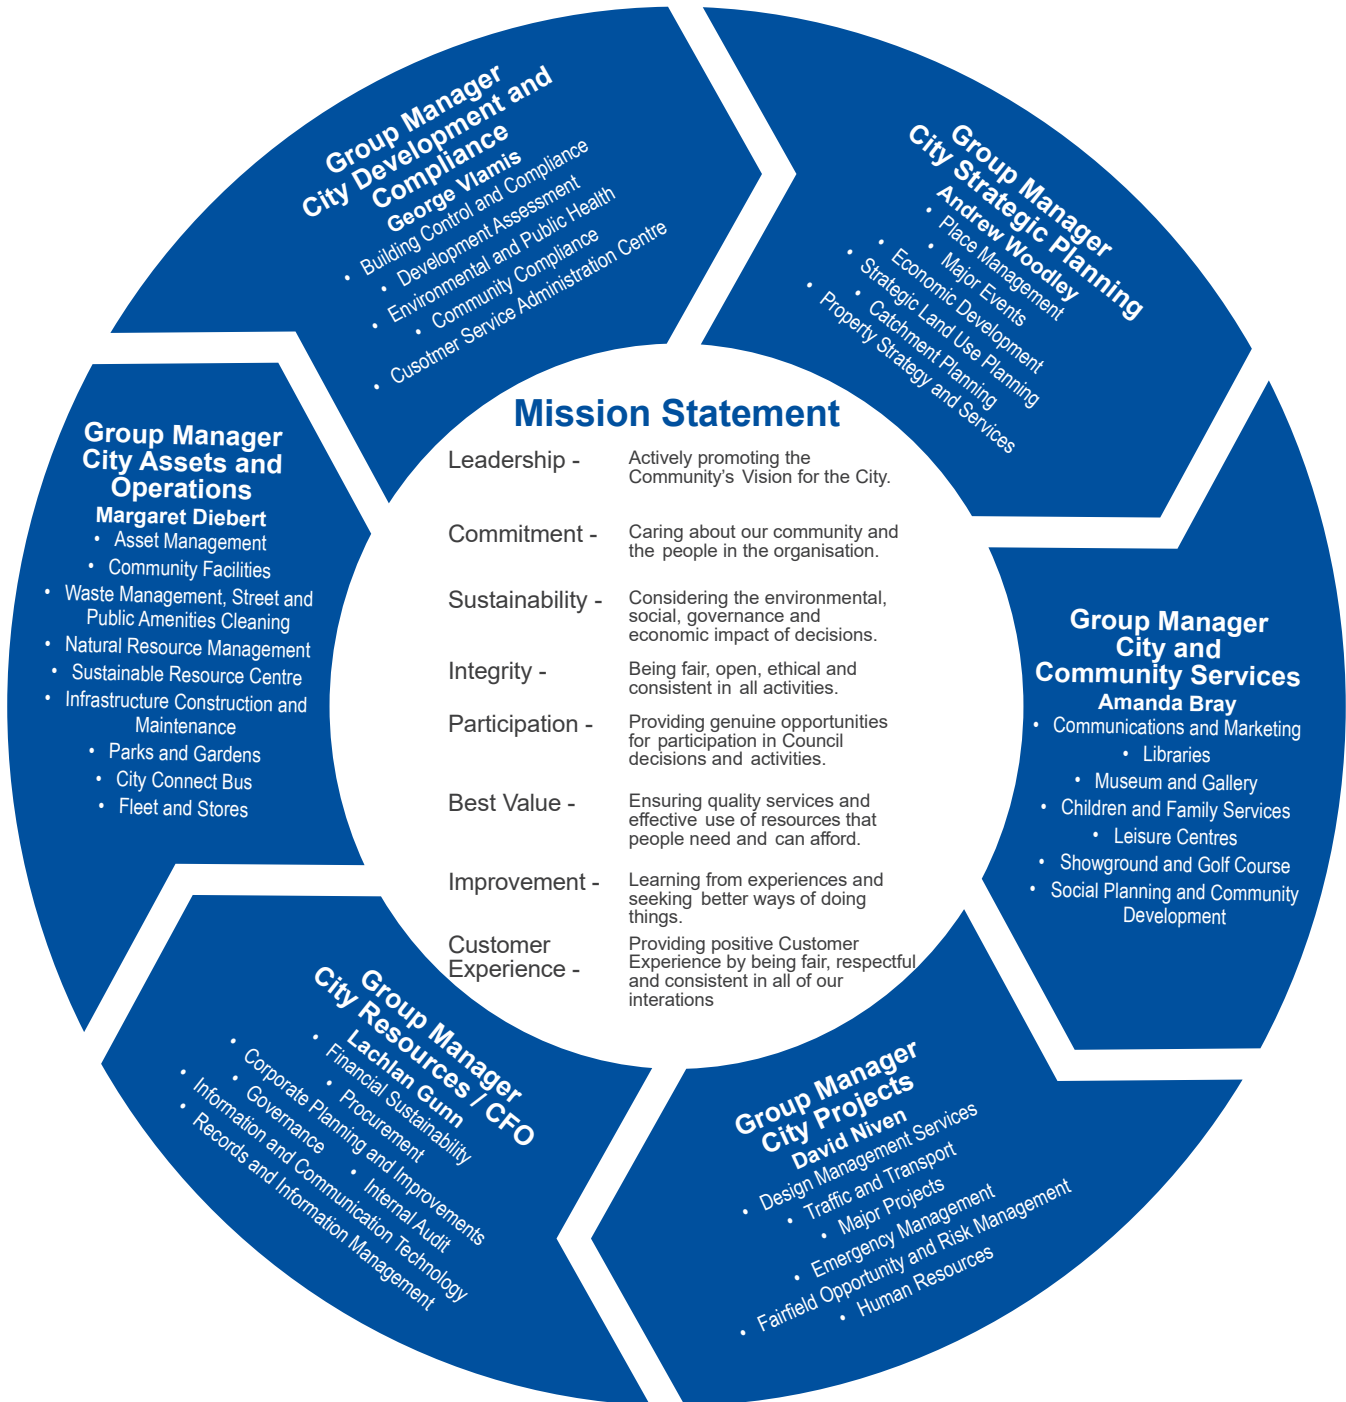 Group Manager
City Development and
Compliance
George Vlamis
• Building Control and Compliance
• Development Assessment
• Environmental and Public Health
• Community Compliance
• Cusotmer Service Administration Centre
Group Manager
City Strategic Planning
Andrew Woodley
• Place Management
• Major Events
• Economic Development
• Strategic Land Use Planning
• Catchment Planning
• Property Strategy and Services
Group Manager
City and
Community Services
Amanda Bray
• Communications and Marketing
• Libraries
• Museum and Gallery
• Children and Family Services
• Leisure Centres
• Showground and Golf Course
• Social Planning and Community
Development
Group Manager
City Projects
David Niven
• Design Management Services
• Traffic and Transport
• Major Projects
• Emergency Management
• Fairfield Opportunity and Risk Management
• Human Resources
Group Manager
City Resources / CFO
Lachlan Gunn
• Financial Sustainability
• Procurement
• Corporate Planning and Improvements
• Governance • Internal Audit
• Information and Communication Technology
• Records and Information Management
Group Manager
City Assets and
Operations
Margaret Diebert
• Asset Management
• Community Facilities
• Waste Management, Street and
Public Amenities Cleaning
• Natural Resource Management
• Sustainable Resource Centre
• Infrastructure Construction and
Maintenance
• Parks and Gardens
• City Connect Bus
• Fleet and Stores
Mission Statement
Leadership - Actively promoting the
Community's Vision for the City.
Commitment - Caring about our community and
the people in the organisation.
Sustainability - Considering the environmental,
social, governance and
economic impact of decisions.
Integrity - Being fair, open, ethical and
consistent in all activities.
Participation - Providing genuine opportunities
for participation in Council
decisions and activities.
Best Value - Ensuring quality services and
effective use of resources that
people need and can afford.
Improvement - Learning from experiences and
seeking better ways of doing
things.
Customer Providing positive Customer
Experience - Experience by being fair, respectful
and consistent in all of our
interations